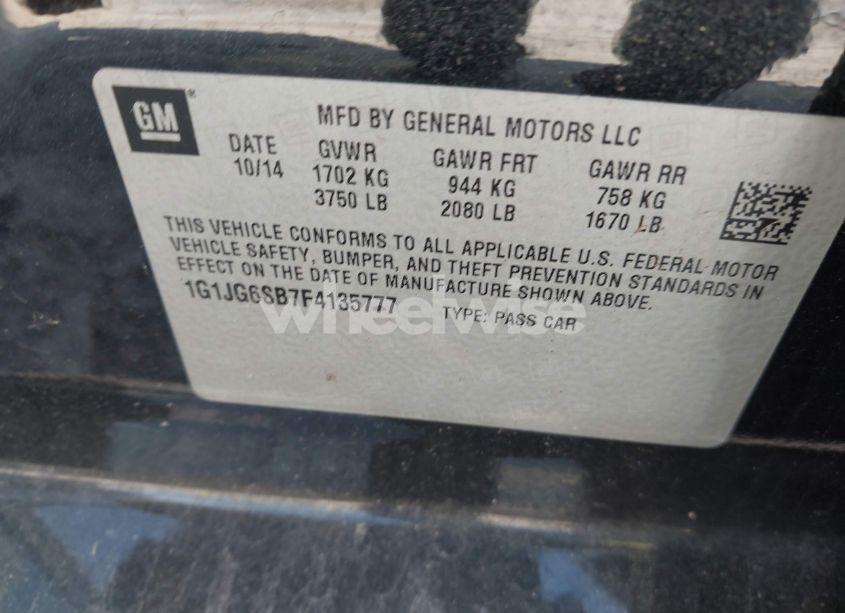 GM®
MFD BY GENERAL MOTORS LLC
DATE GVWR GAWR FRT GAWR RR
10/14 1702 KG 944 KG 758 KG
3750 LB 2080 LB 1670 LB
THIS VEHICLE CONFORMS TO ALL APPLICABLE U.S. FEDERAL MOTOR
VEHICLE SAFETY, BUMPER, AND THEFT PREVENTION STANDARDS IN
EFFECT ON THE DATE OF MANUFACTURE SHOWN ABOVE.
1G1JG6SB7F4135777 TYPE: PASS CAR
wheelwise